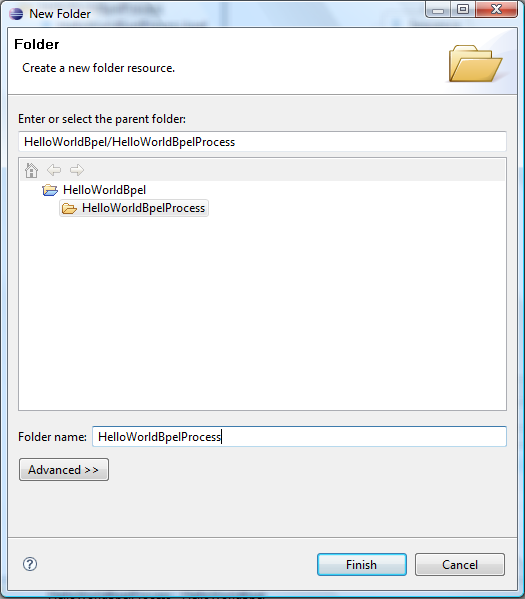 New Folder
Folder
Create a new folder resource.
Enter or select the parent folder:
HelloWorldBpel/HelloWorldBpelProcess
HelloWorldBpel
HelloWorldBpelProcess
Folder name: HelloWorldBpelProcess
Advanced >>
?
Finish Cancel